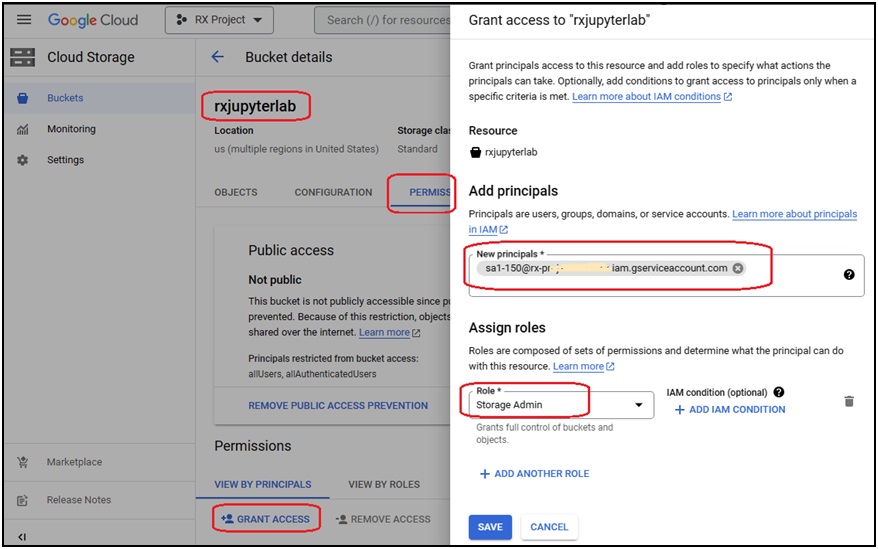 Google Cloud
RX Project
Search (/) for resources
Cloud Storage
Buckets
Monitoring
Settings
Marketplace
Release Notes
Bucket details
rxjupyterlab
Location
us (multiple regions in United States)
Storage clas
Standard
OBJECTS
CONFIGURATION
PERMISS
Public access
Not public
This bucket is not publicly accessible since pu
prevented. Because of this restriction, objects
shared over the internet. Learn more
Principals restricted from bucket access:
allUsers, allAuthenticatedUsers
REMOVE PUBLIC ACCESS PREVENTION
Permissions
VIEW BY PRINCIPALS
VIEW BY ROLES
GRANT ACCESS
REMOVE ACCESS
Grant access to "rxjupyterlab"
Grant principals access to this resource and add roles to specify what actions the
principals can take. Optionally, add conditions to grant access to principals only when a
specific criteria is met. Learn more about IAM conditions
Resource
rxjupyterlab
Add principals
Principals are users, groups, domains, or service accounts. Learn more about principals
in IAM
New principals *
sa1-150@rx-pr iam.gserviceaccount.com
Assign roles
Roles are composed of sets of permissions and determine what the principal can do
with this resource. Learn more
Role *
Storage Admin
Grants full control of buckets and
objects.
IAM condition (optional)
+ ADD IAM CONDITION
+ ADD ANOTHER ROLE
SAVE
CANCEL